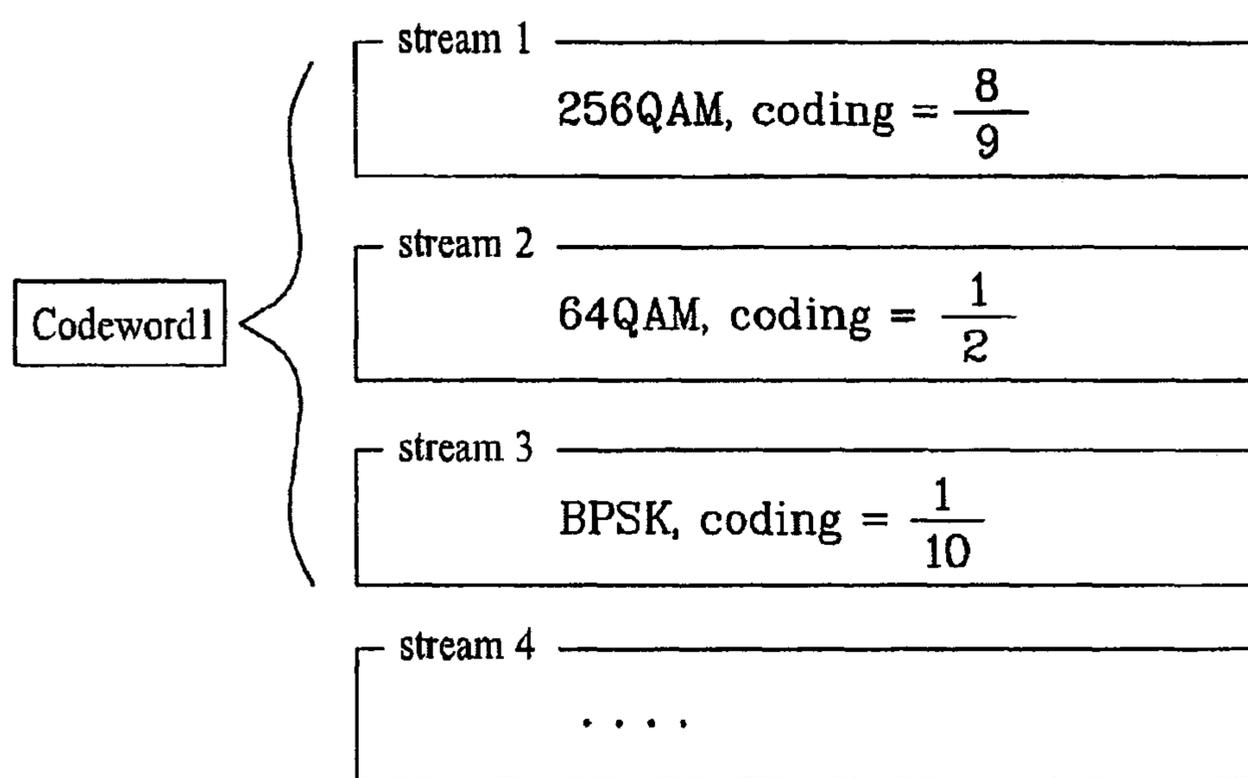 stream 1
256QAM, coding = 8/9
stream 2
Codeword1
64QAM, coding = 1/2
stream 3
BPSK, coding = 1/10
stream 4
. . . .